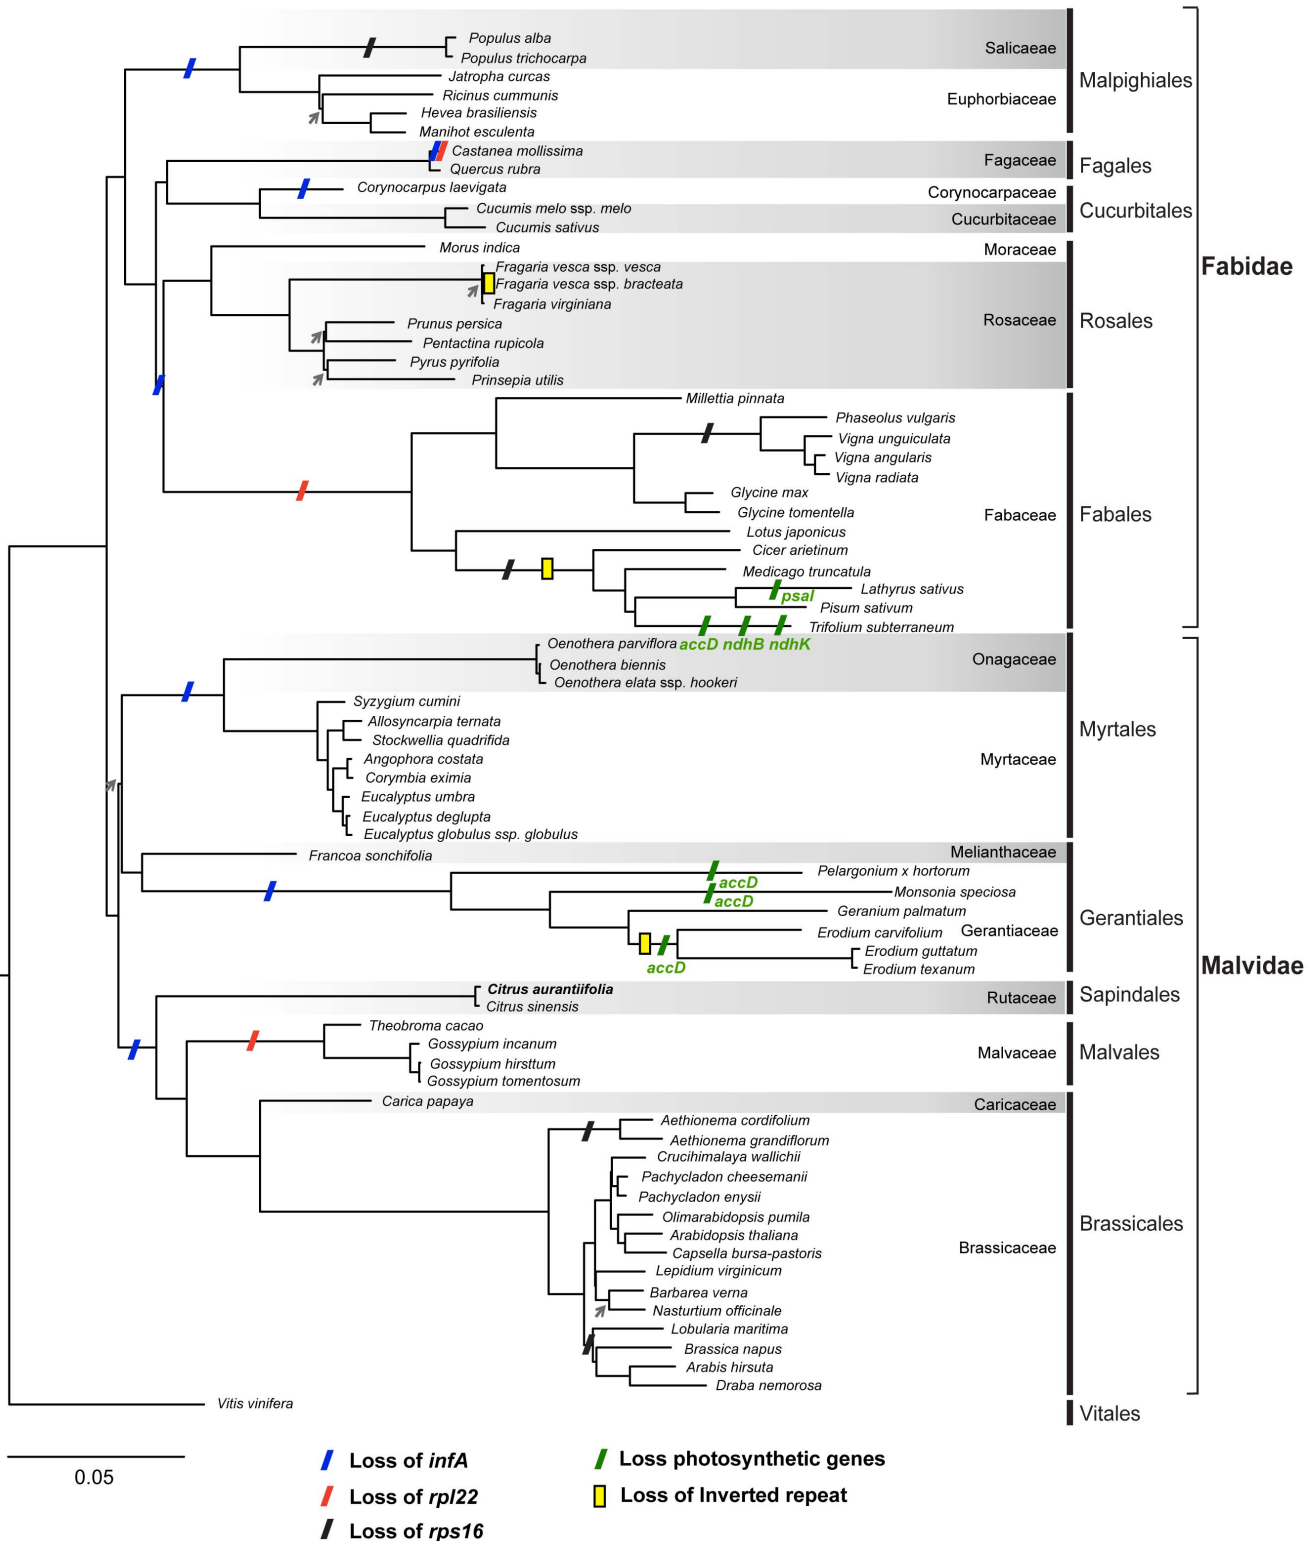 Populus alba
Populus trichocarpa
Salicaeae
Malpighiales
Jatropha curcas
Ricinus cummunis
Euphorbiaceae
Hevea brasiliensis
Manihot esculenta
Castanea mollissima
Fagaceae
Fagales
Quercus rubra
Corynocarpus laevigata
Corynocarpaceae
Cucumis melo ssp. melo
Cucurbitales
Cucurbitaceae
Cucumis sativus
Morus indica
Moraceae
Fragaria vesca ssp. vesca
Fabidae
Fragaria vesca ssp. bracteata
Fragaria virginiana
Rosaceae
Rosales
Prunus persica
Pentactina rupicola
Pyrus pyrifolia
Prinsepia utilis
Millettia pinnata
Phaseolus vulgaris
Vigna unguiculata
Vigna angularis
Vigna radiata
Glycine max
Glycine tomentella
Fabaceae
Fabales
Lotus japonicus
Cicer arietinum
Medicago truncatula
Lathyrus sativus
psaI
Pisum sativum
Trifolium subterraneum
Oenothera parviflora
accD ndhB ndhK
Oenothera biennis
Onagaceae
Oenothera elata ssp. hookeri
Syzygium cumini
Allosyncarpia ternata
Myrtales
Stockwellia quadrifida
Angophora costata
Myrtaceae
Corymbia eximia
Eucalyptus umbra
Eucalyptus deglupta
Eucalyptus globulus ssp. globulus
Francoa sonchifolia
Melianthaceae
Pelargonium x hortorum
accD
Monsonia speciosa
accD
Geranium palmatum
Gerantiales
Erodium carvifolium
Gerantiaceae
Erodium guttatum
accD
Erodium texanum
Malvidae
Citrus aurantiifolia
Rutaceae
Sapindales
Citrus sinensis
Theobroma cacao
Gossypium incanum
Malvaceae
Malvales
Gossypium hirsttum
Gossypium tomentosum
Carica papaya
Caricaceae
Aethionema cordifolium
Aethionema grandiflorum
Crucihimalaya wallichii
Pachycladon cheesemanii
Pachycladon enysii
Olimarabidopsis pumila
Brassicales
Arabidopsis thaliana
Brassicaceae
Capsella bursa-pastoris
Lepidium virginicum
Barbarea verna
Nasturtium officinale
Lobularia maritima
Brassica napus
Arabis hirsuta
Draba nemorosa
Vitis vinifera
Vitales
0.05
Loss of infA
Loss photosynthetic genes
Loss of rpl22
Loss of Inverted repeat
Loss of rps16